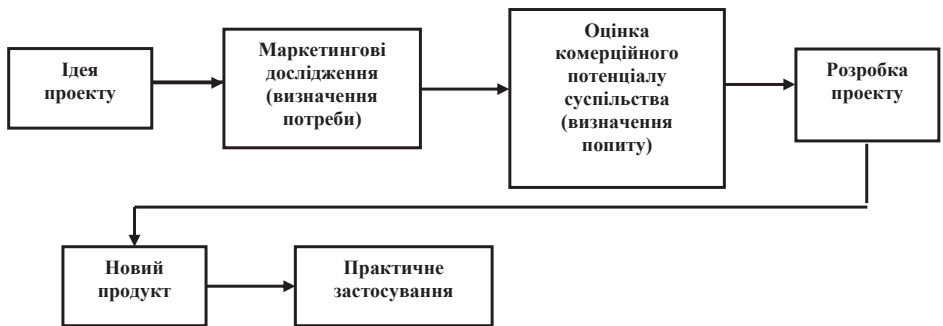 Ідея
проекту
Маркетингові
дослідження
(визначення
потреби)
Оцінка
комерційного
потенціалу
суспільства
(визначення
попиту)
Розробка
проекту
Новий
продукт
Практичне
застосування